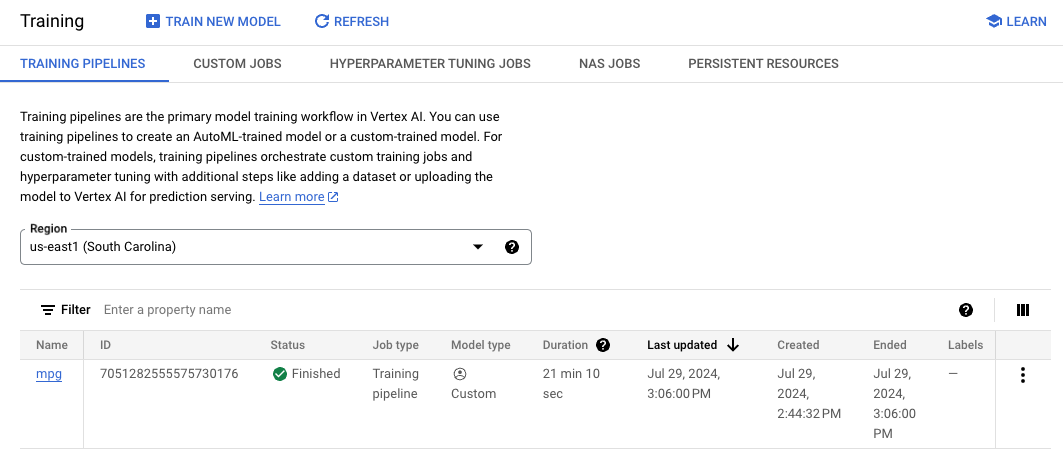 Training TRAIN NEW MODEL REFRESH LEARN
TRAINING PIPELINES CUSTOM JOBS HYPERPARAMETER TUNING JOBS NAS JOBS PERSISTENT RESOURCES
Training pipelines are the primary model training workflow in Vertex AI. You can use
training pipelines to create an AutoML-trained model or a custom-trained model. For
custom-trained models, training pipelines orchestrate custom training jobs and
hyperparameter tuning with additional steps like adding a dataset or uploading the
model to Vertex AI for prediction serving. Learn more
Region
us-east1 (South Carolina)
Filter Enter a property name
Name ID Status Job type Model type Duration Last updated Created Ended Labels
mpg 7051282555575730176 Finished Training pipeline Custom 21 min 10 sec Jul 29, 2024, 3:06:00 PM Jul 29, 2024, 2:44:32 PM Jul 29, 2024, 3:06:00 PM —